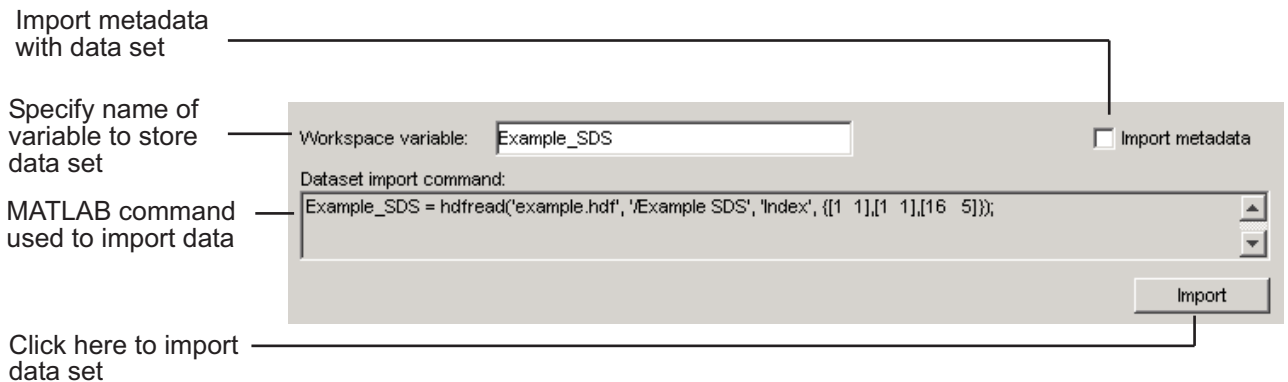 Import metadata
with data set
Specify name of
variable to store
data set
Workspace variable: Example_SDS Import metadata
Dataset import command:
MATLAB command
used to import data
Example_SDS = hdfread('example.hdf', '/Example SDS', 'Index', {[1  1],[1  1],[16  5]});
Import
Click here to import
data set